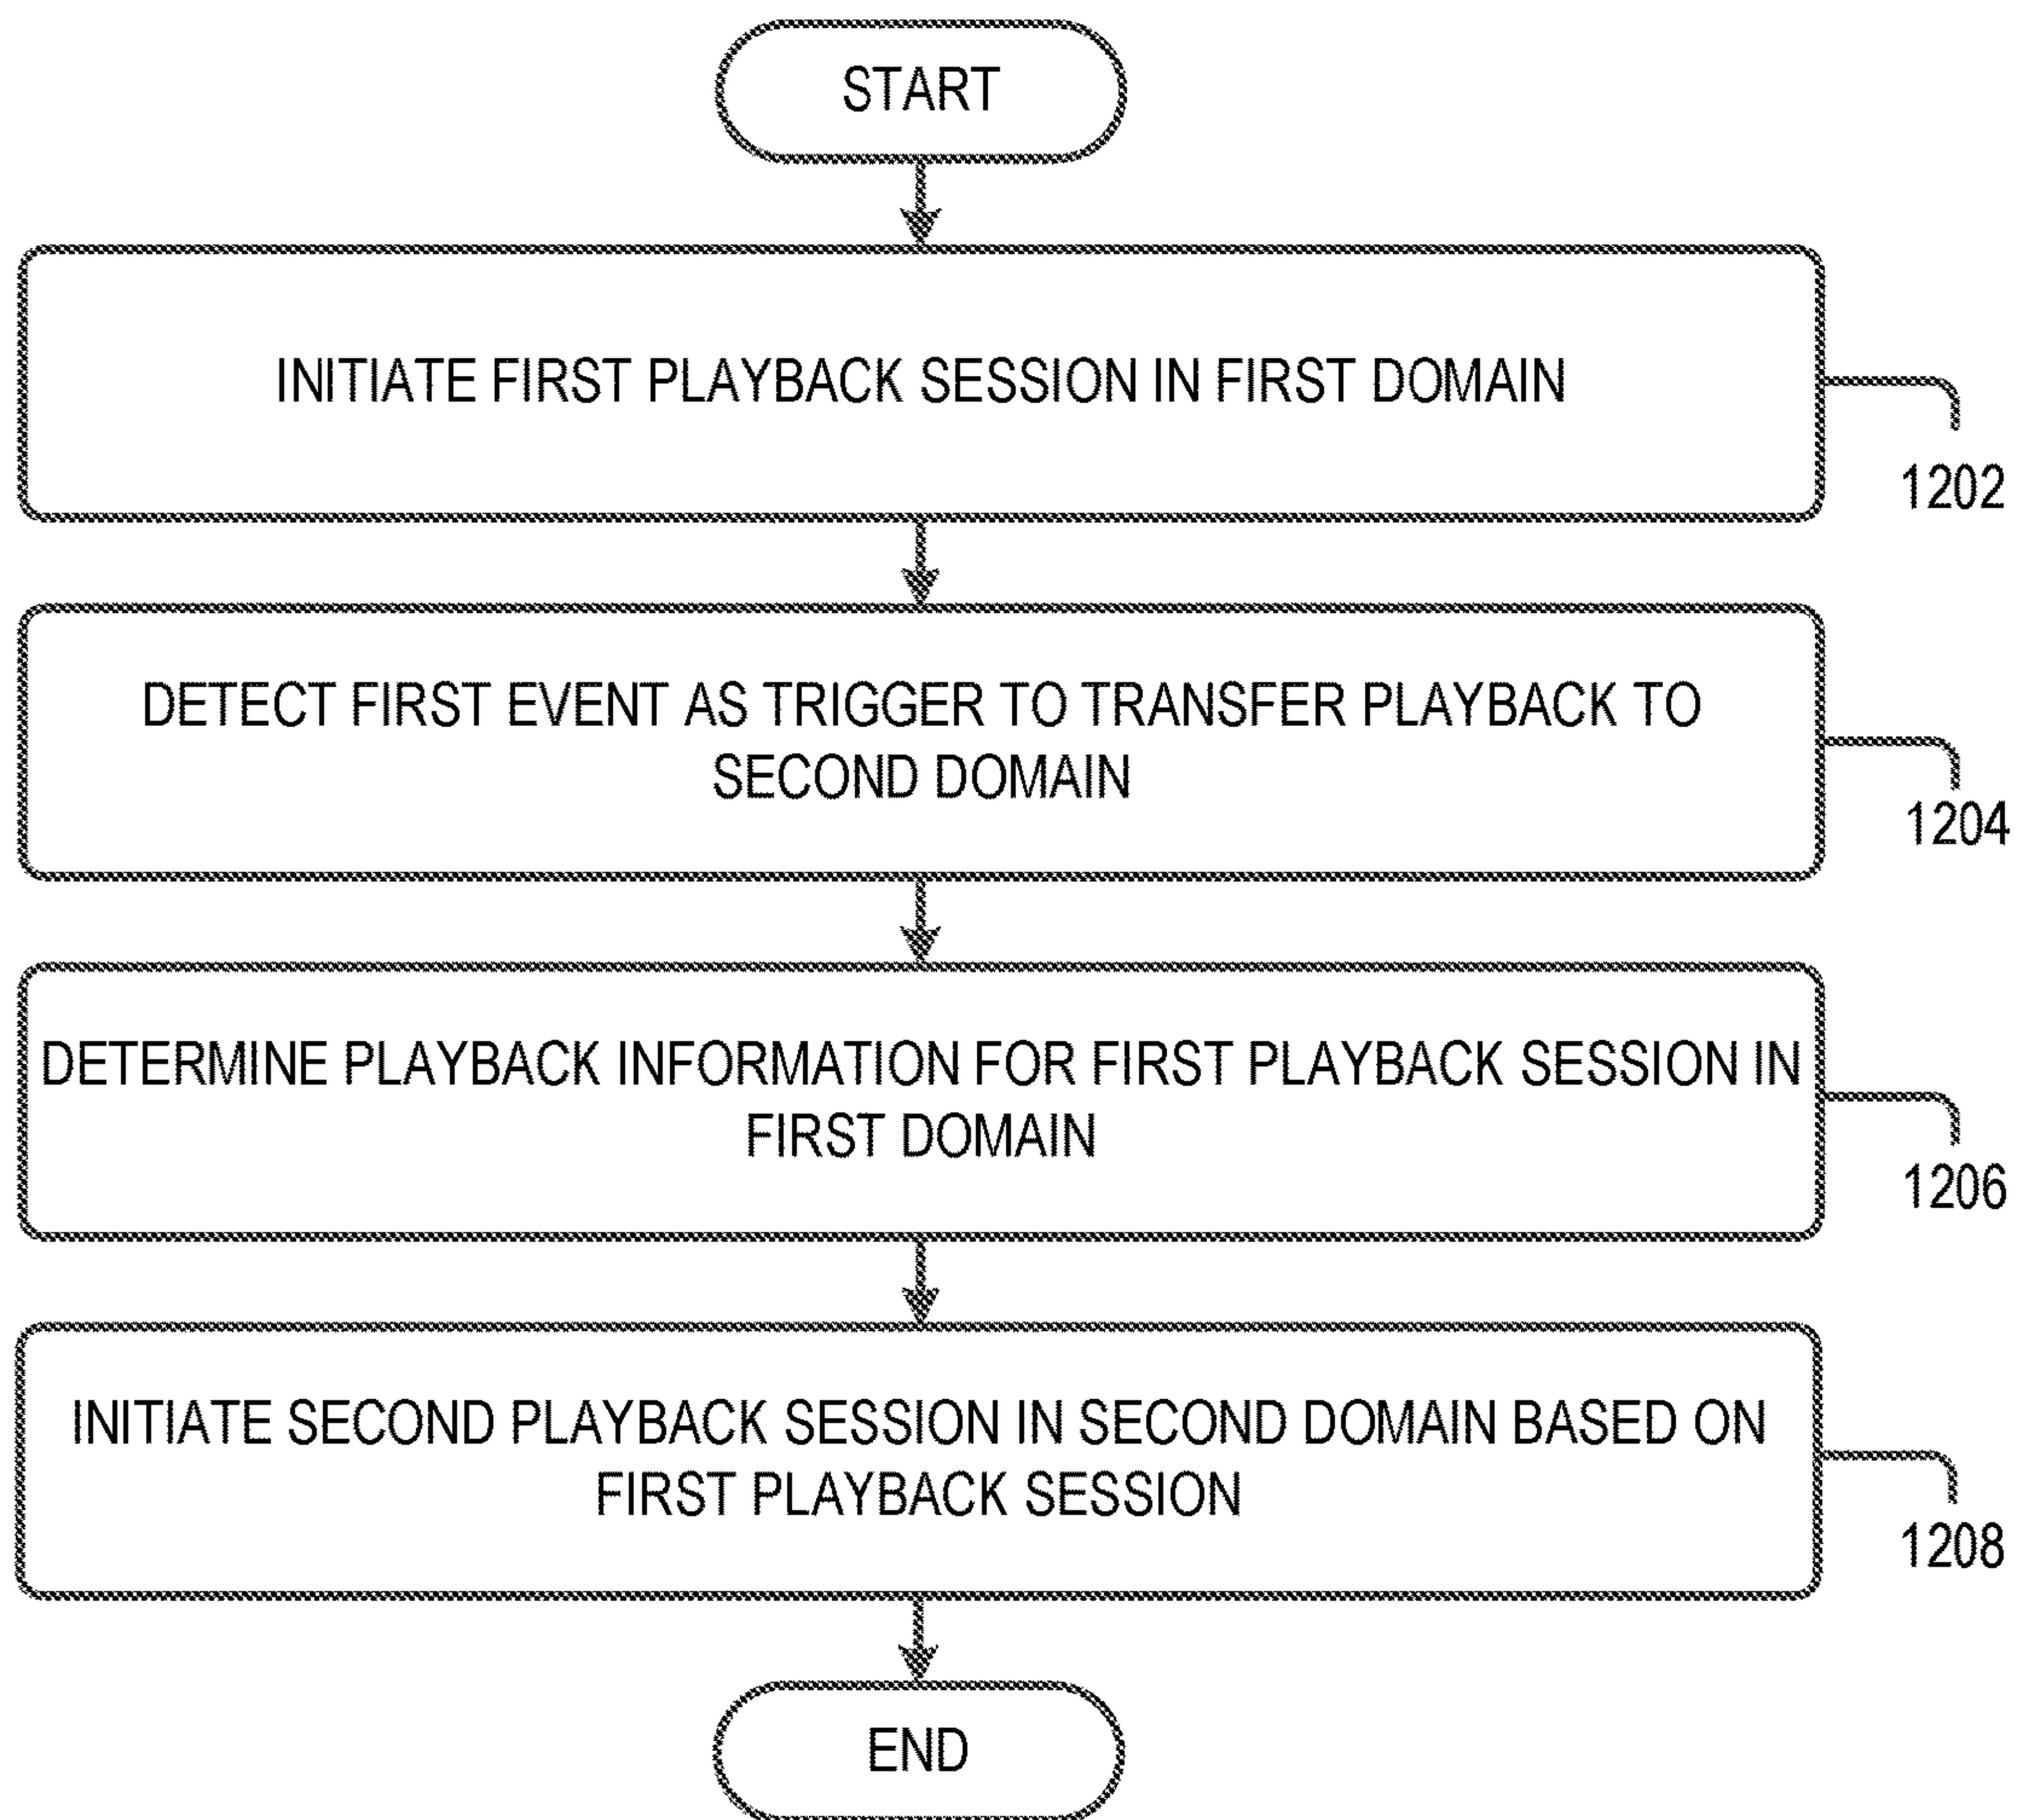 START
INITIATE FIRST PLAYBACK SESSION IN FIRST DOMAIN
1202
DETECT FIRST EVENT AS TRIGGER TO TRANSFER PLAYBACK TO
SECOND DOMAIN
1204
DETERMINE PLAYBACK INFORMATION FOR FIRST PLAYBACK SESSION IN
FIRST DOMAIN
1206
INITIATE SECOND PLAYBACK SESSION IN SECOND DOMAIN BASED ON
FIRST PLAYBACK SESSION
1208
END